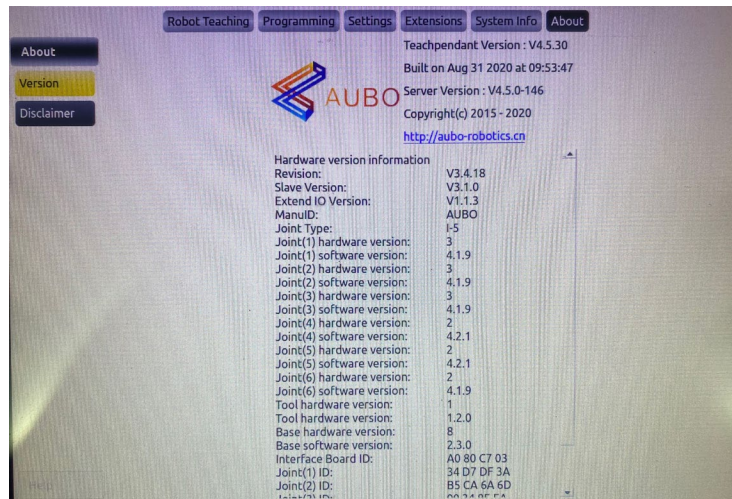 Robot Teaching Programming Settings Extensions System Info About
About
Version
Disclaimer
AUBO
Teachpendant Version : V4.5.30
Built on Aug 31 2020 at 09:53:47
Server Version : V4.5.0-146
Copyright(c) 2015 - 2020
http://aubo-robotics.cn
Hardware version information
Revision: V3.4.18
Slave Version: V3.1.0
Extend IO Version: V1.1.3
ManuID: AUBO
Joint Type: I-5
Joint(1) hardware version: 3
Joint(1) software version: 4.1.9
Joint(2) hardware version: 3
Joint(2) software version: 4.1.9
Joint(3) hardware version: 3
Joint(3) software version: 4.1.9
Joint(4) hardware version: 2
Joint(4) software version: 4.2.1
Joint(5) hardware version: 2
Joint(5) software version: 4.2.1
Joint(6) hardware version: 2
Joint(6) software version: 4.1.9
Tool hardware version: 1
Tool hardware version: 1.2.0
Base hardware version: 8
Base software version: 2.3.0
Interface Board ID: A0 80 C7 03
Joint(1) ID: 34 D7 DF 3A
Joint(2) ID: B5 CA 6A 6D
Help